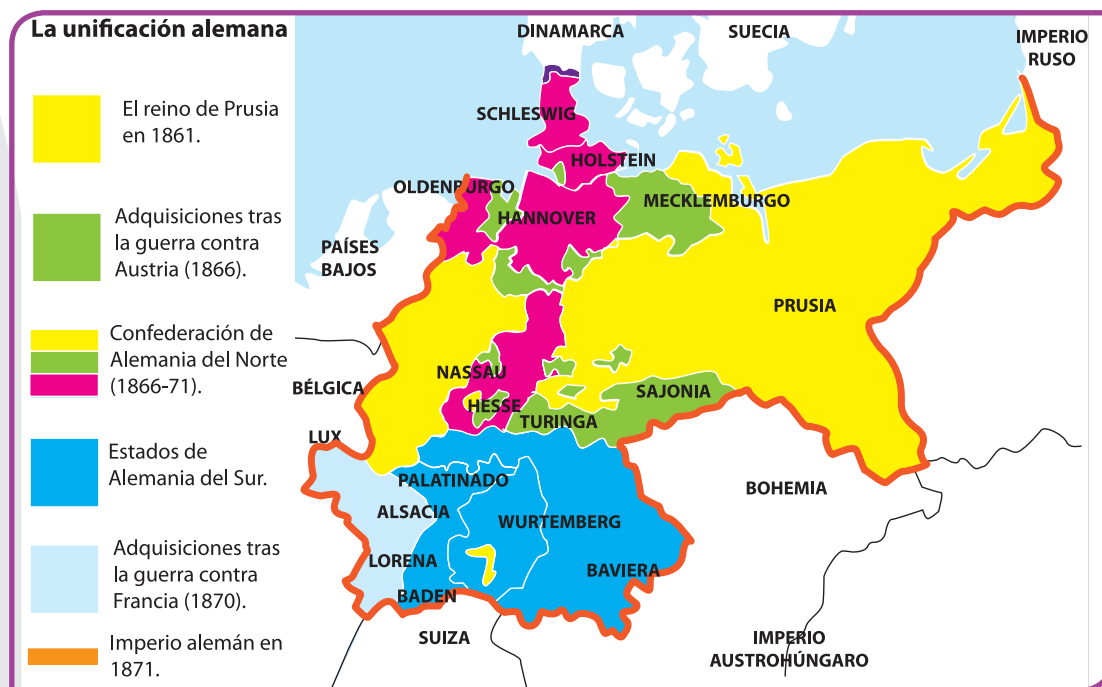 La unificación alemana
El reino de Prusia
en 1861.
Adquisiciones tras
la guerra contra
Austria (1866).
Confederación de
Alemania del Norte
(1866-71).
Estados de
Alemania del Sur.
Adquisiciones tras
la guerra contra
Francia (1870).
Imperio alemán en
1871.
DINAMARCA
SUECIA
IMPERIO
RUSO
SCHLESWIG
HOLSTEIN
OLDENBURGO
MECKLEMBURGO
HANNOVER
PAÍSES
BAJOS
PRUSIA
NASSAU
BÉLGICA
SAJONIA
HESSE
TURINGA
LUX
PALATINADO
BOHEMIA
ALSACIA
WURTEMBERG
LORENA
BAVIERA
BADEN
SUIZA
IMPERIO
AUSTROHÚNGARO